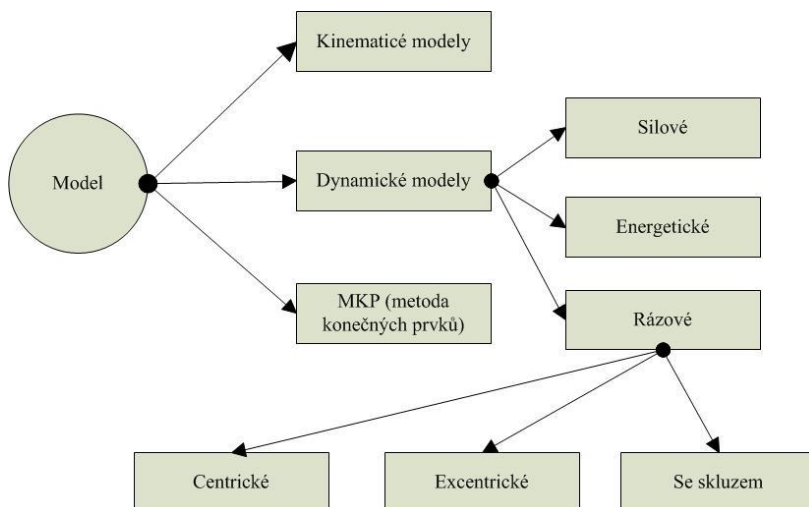 Kinematicé modely
Model
Dynamické modely
Silové
Energetické
MKP (metoda
konečných prvků)
Rázové
Centrické
Excentrické
Se skluzem